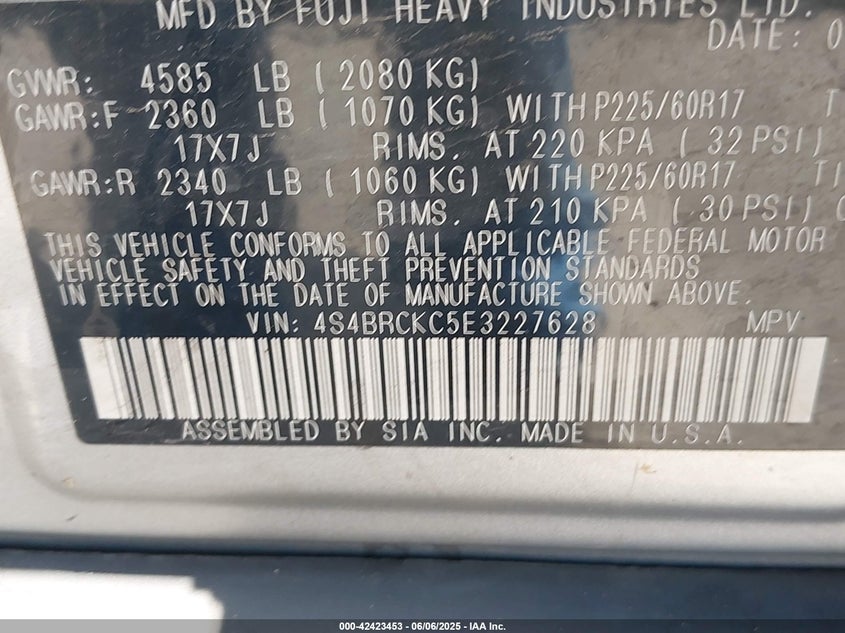 MFD BY FUJI HEAVY INDUSTRIES LTD.
DATE: 0
GVWR: 4585 LB ( 2080 KG)
GAWR:F 2360 LB ( 1070 KG) WITH P225/60R17 T
17X7J RIMS. AT 220 KPA ( 32 PSI)
GAWR:R 2340 LB ( 1060 KG) WITH P225/60R17 TI
17X7J RIMS. AT 210 KPA ( 30 PSI) C
THIS VEHICLE CONFORMS TO ALL APPLICABLE FEDERAL MOTOR
VEHICLE SAFETY AND THEFT PREVENTION STANDARDS
IN EFFECT ON THE DATE OF MANUFACTURE SHOWN ABOVE.
VIN: 4S4BRCKC5E3227628 MPV
ASSEMBLED BY SIA INC. MADE IN U.S.A.
000-42423453 - 06/06/2025 - IAA Inc.